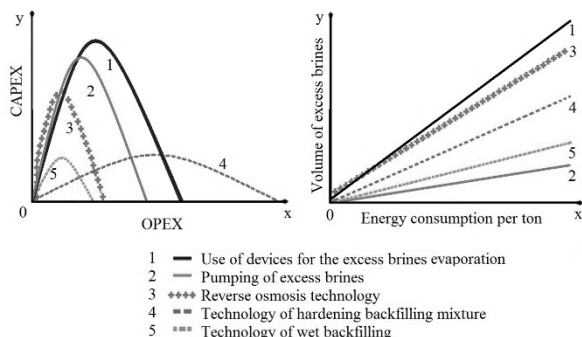 y
CAPEX
1
2
3
4
5
0
OPEX
x
y
Volume of excess brines
1
3
4
5
2
0
Energy consumption per ton
x
1 Use of devices for the excess brines evaporation
2 Pumping of excess brines
3 Reverse osmosis technology
4 Technology of hardening backfilling mixture
5 Technology of wet backfilling